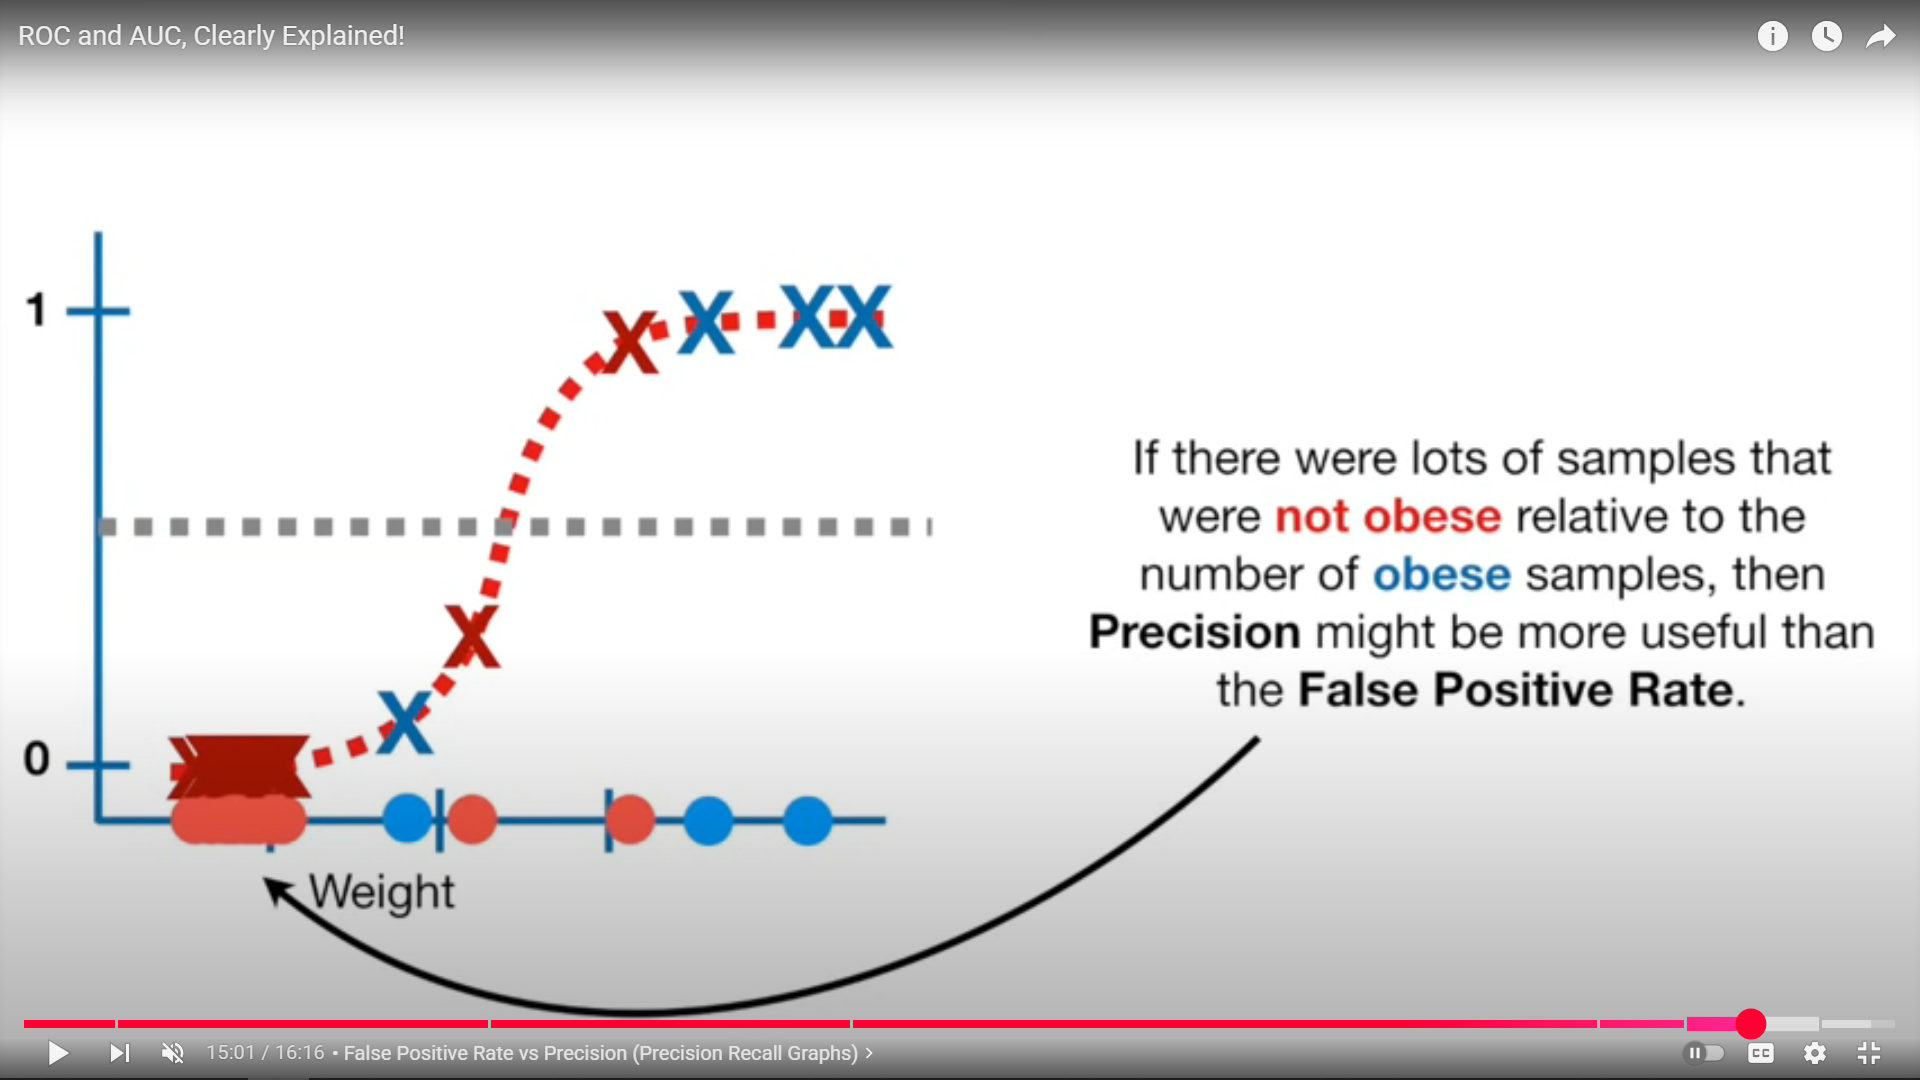 ROC and AUC, Clearly Explained!
1
X X XX
If there were lots of samples that
were not obese relative to the
number of obese samples, then
Precision might be more useful than
the False Positive Rate.
X
X
0
Weight
15:01 / 16:16 • False Positive Rate vs Precision (Precision Recall Graphs) >
CC